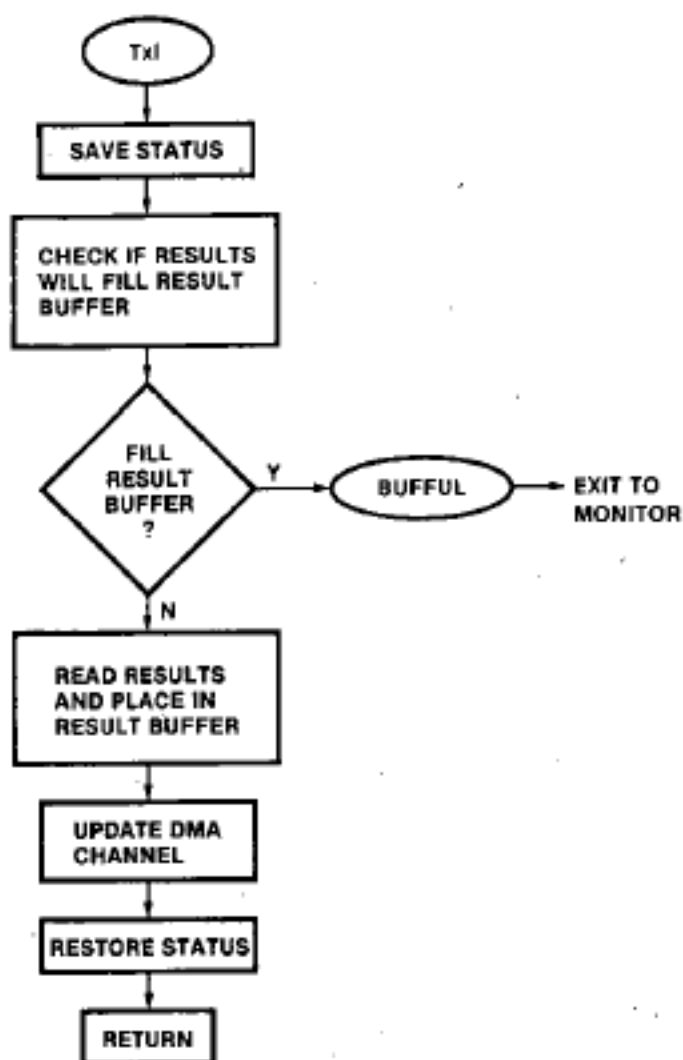 TxI
SAVE STATUS
CHECK IF RESULTS
WILL FILL RESULT
BUFFER
FILL
RESULT
BUFFER
?
Y
BUFFUL
EXIT TO
MONITOR
N
READ RESULTS
AND PLACE IN
RESULT BUFFER
UPDATE DMA
CHANNEL
RESTORE STATUS
RETURN